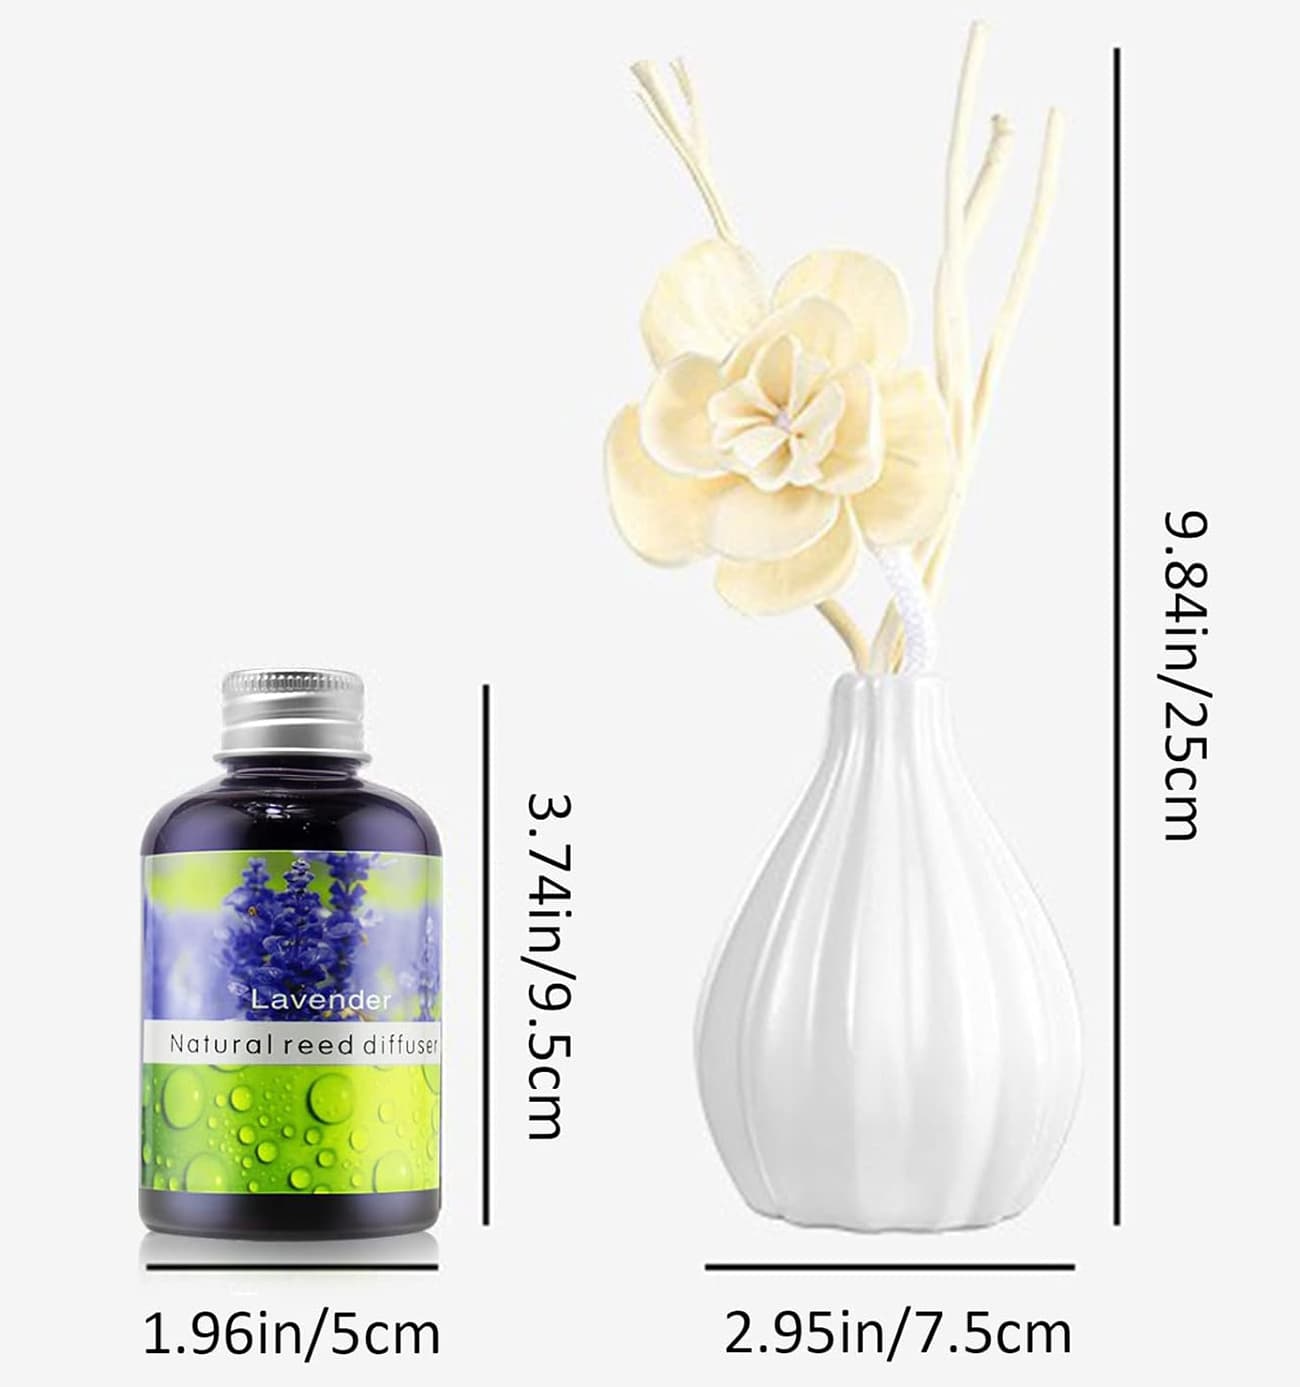 Lavender
Natural reed diffuser
3.74in/9.5cm
1.96in/5cm
9.84in/25cm
2.95in/7.5cm